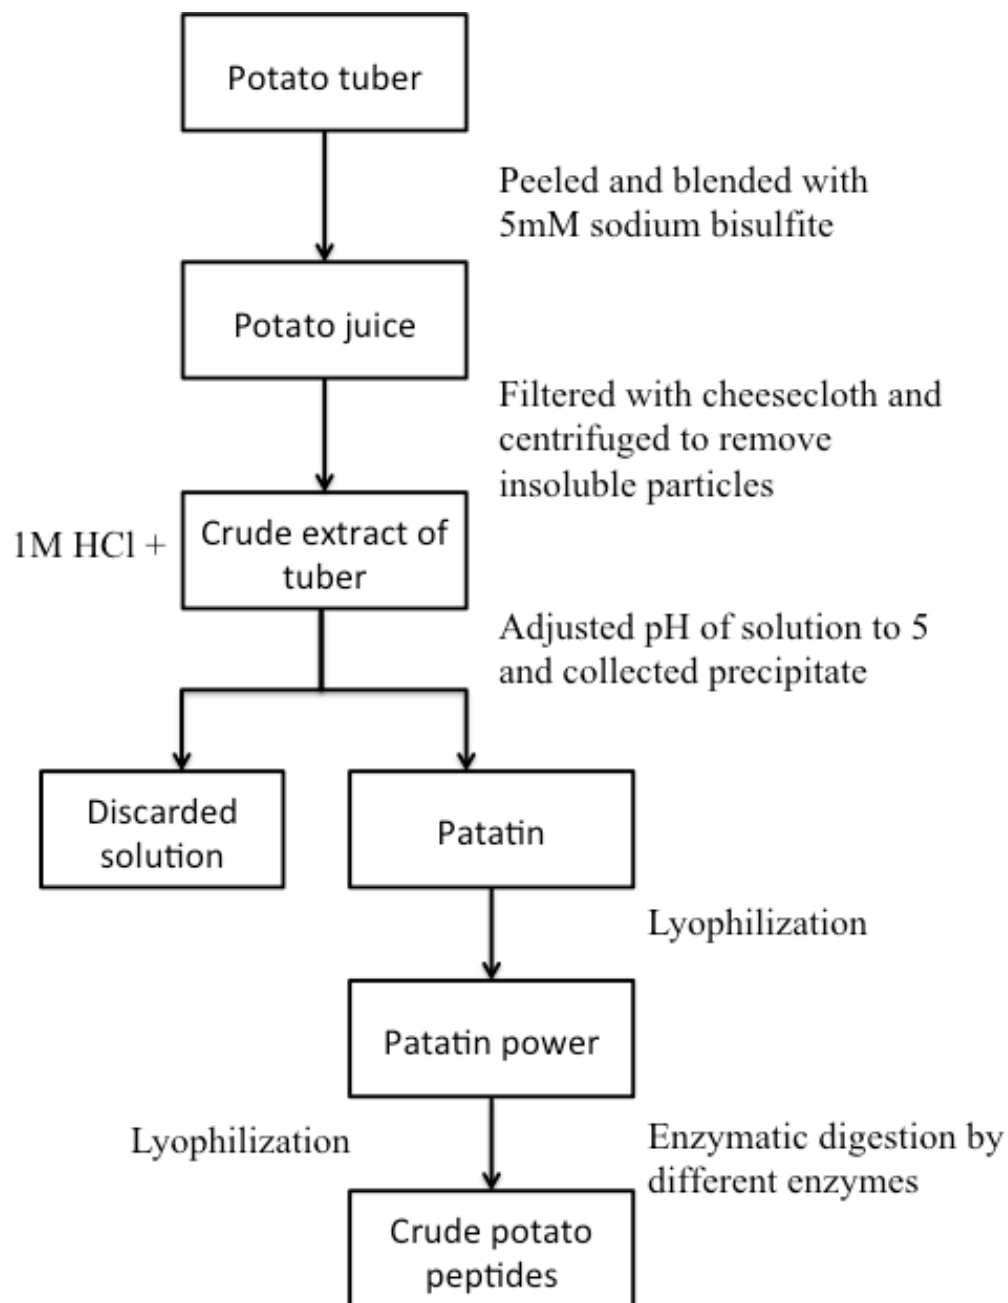 Potato tuber
Peeled and blended with
5mM sodium bisulfite
Potato juice
Filtered with cheesecloth and
centrifuged to remove
insoluble particles
1M HCl +
Crude extract of
tuber
Adjusted pH of solution to 5
and collected precipitate
Discarded
solution
Patatin
Lyophilization
Patatin power
Lyophilization
Enzymatic digestion by
different enzymes
Crude potato
peptides